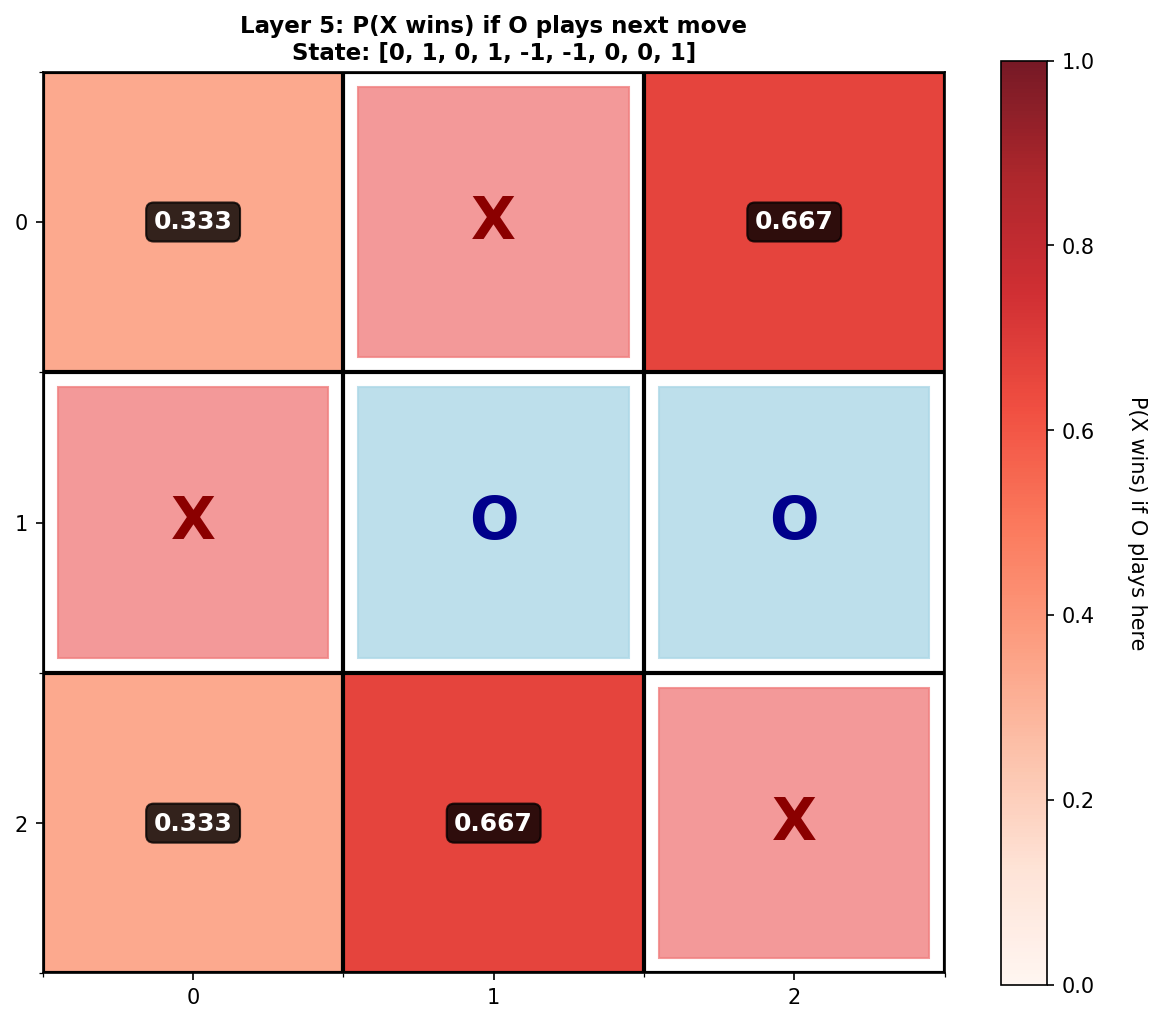 Layer 5: P(X wins) if O plays next move
State: [0, 1, 0, 1, -1, -1, 0, 0, 1]
0
0.333
X
0.667
1
X
O
O
2
0.333
0.667
X
0
1
2
1.0
0.8
0.6
0.4
0.2
0.0
P(X wins) if O plays here